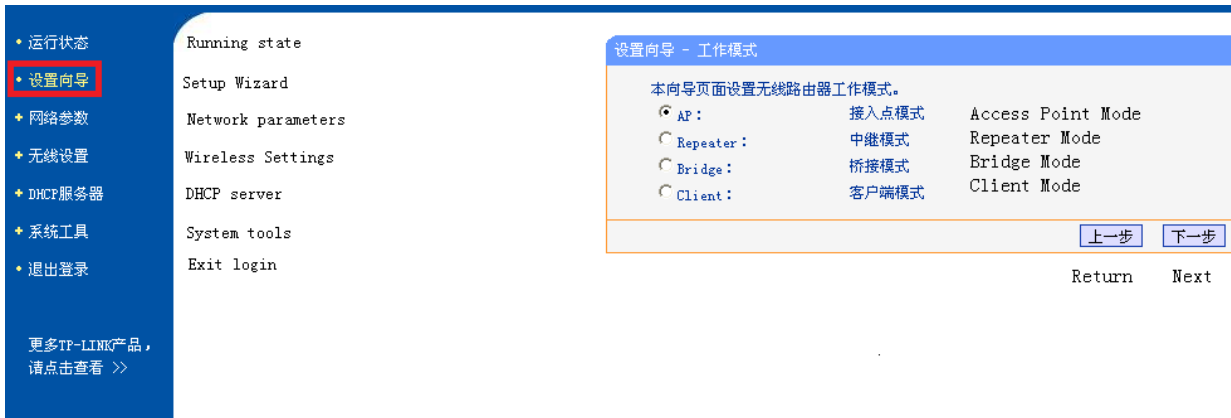 • 运行状态 Running state
• 设置向导 Setup Wizard
+ 网络参数 Network parameters
+ 无线设置 Wireless Settings
+ DHCP服务器 DHCP server
+ 系统工具 System tools
• 退出登录 Exit login
更多TP-LINK产品，
请点击查看 >>
设置向导 - 工作模式
本向导页面设置无线路由器工作模式。
AP： 接入点模式 Access Point Mode
Repeater： 中继模式 Repeater Mode
Bridge： 桥接模式 Bridge Mode
Client： 客户端模式 Client Mode
上一步 下一步
Return Next